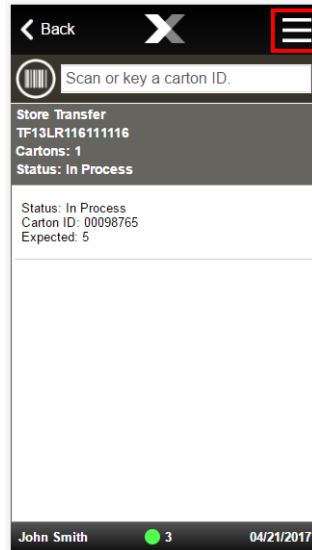 Back
Scan or key a carton ID.
Store Transfer
TF13LR116111116
Cartons: 1
Status: In Process
Status: In Process
Carton ID: 00098765
Expected: 5
John Smith 3 04/21/2017